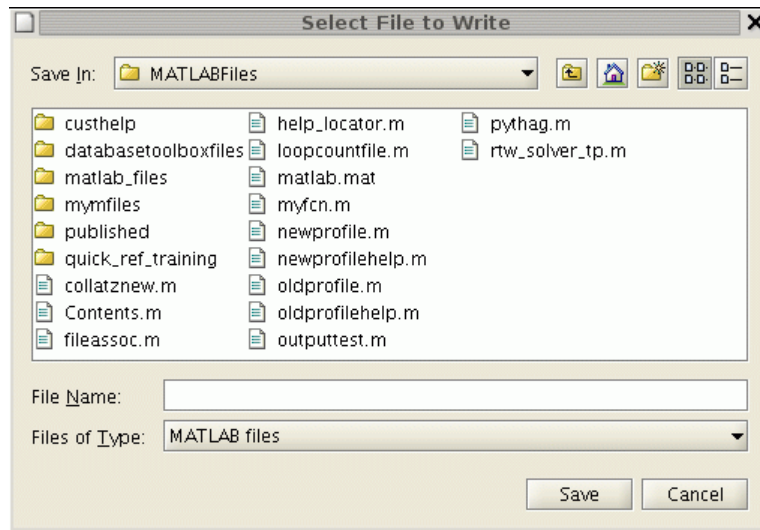 Select File to Write
Save In: MATLABFiles
custhelp help_locator.m pythag.m
databasetoolboxfiles loopcountfile.m rtw_solver_tp.m
matlab_files matlab.mat
mymfiles myfcn.m
published newprofile.m
quick_ref_training newprofilehelp.m
collatznew.m oldprofile.m
Contents.m oldprofilehelp.m
fileassoc.m outputtest.m
File Name:
Files of Type: MATLAB files
Save Cancel